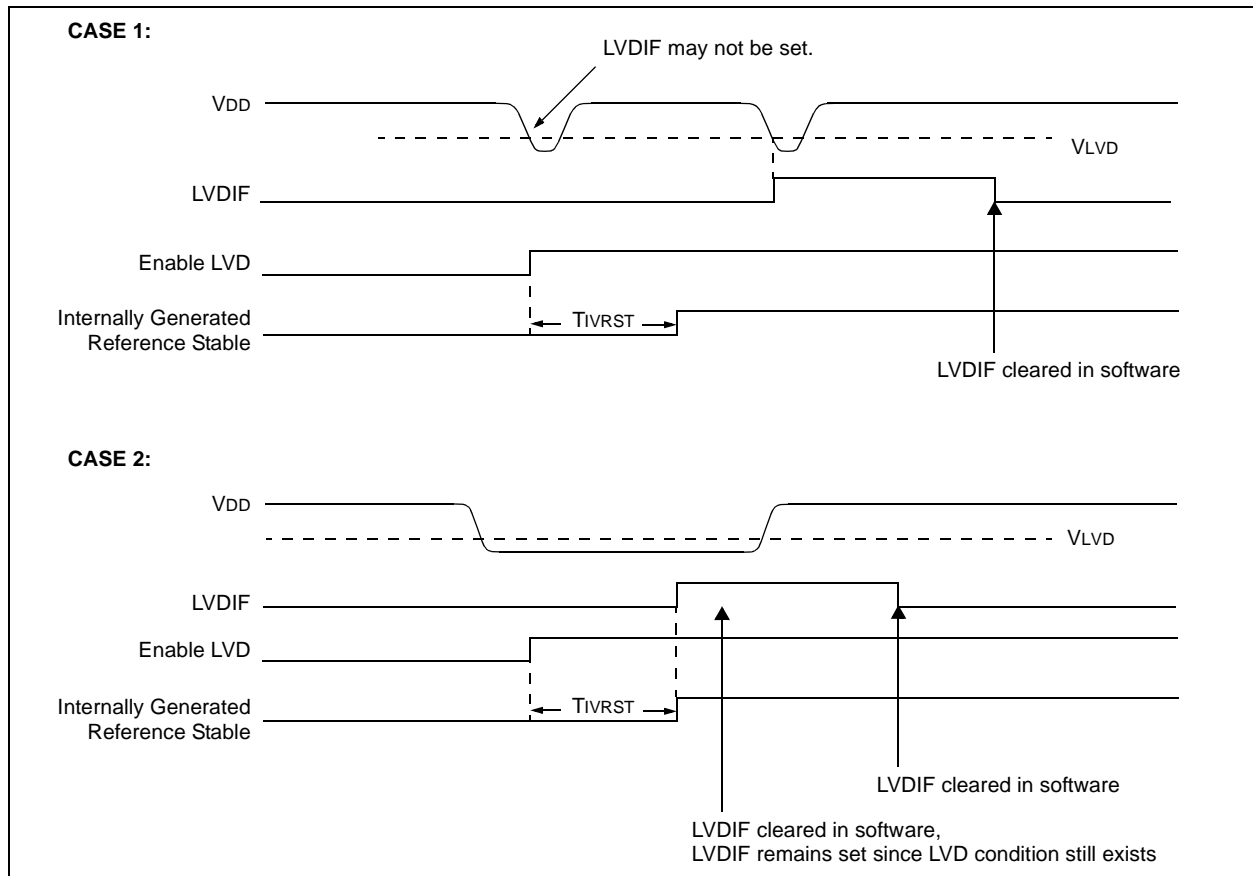 CASE 1:
LVDIF may not be set.
VDD
VLVD
LVDIF
Enable LVD
Internally Generated
Reference Stable
TIVRST
LVDIF cleared in software
CASE 2:
VDD
VLVD
LVDIF
Enable LVD
Internally Generated
Reference Stable
TIVRST
LVDIF cleared in software
LVDIF cleared in software,
LVDIF remains set since LVD condition still exists